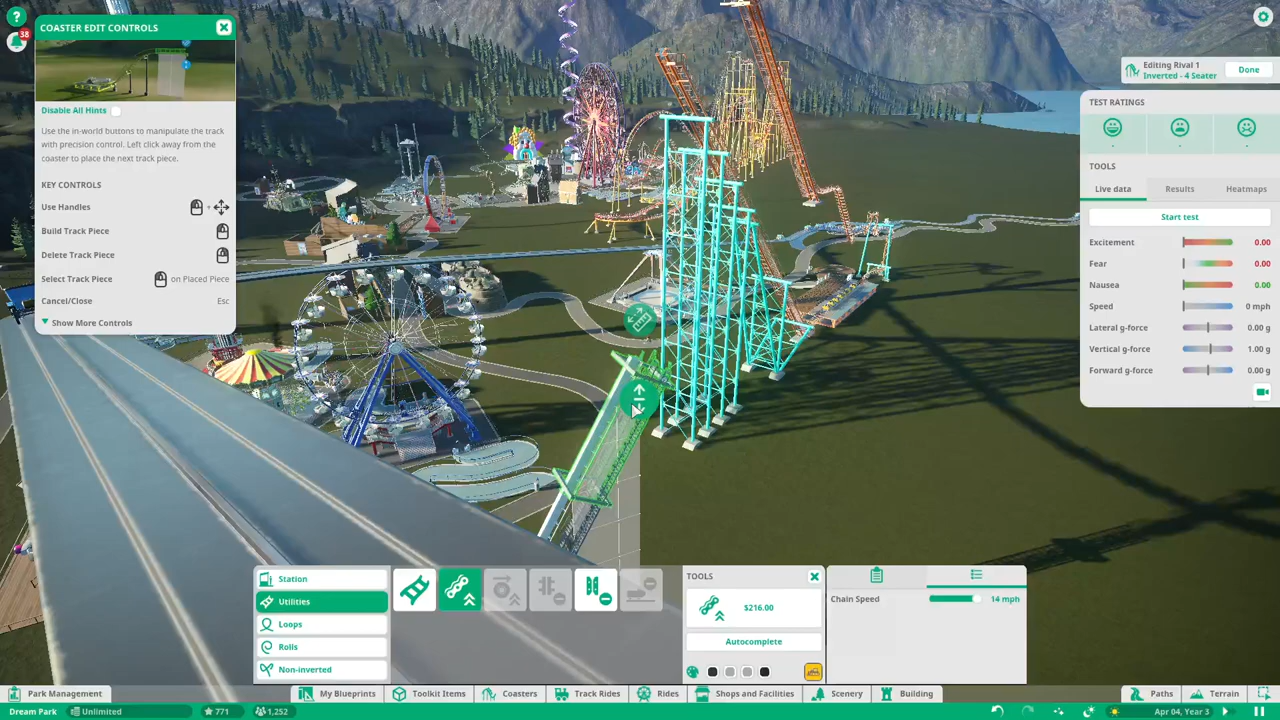 ?
38
COASTER EDIT CONTROLS
Disable All Hints
Use the in-world buttons to manipulate the track
with precision control. Left click away from the
coaster to place the next track piece.
KEY CONTROLS
Use Handles +
Build Track Piece
Delete Track Piece
Select Track Piece on Placed Piece
Cancel/Close Esc
Show More Controls
Editing Rival 1
Inverted - 4 Seater
Done
TEST RATINGS
- - -
TOOLS
Live data Results Heatmaps
Start test
Excitement 0.00
Fear 0.00
Nausea 0.00
Speed 0 mph
Lateral g-force 0.00 g
Vertical g-force 1.00 g
Forward g-force 0.00 g
Station
Utilities
Loops
Rolls
Non-inverted
TOOLS
$216.00
Autocomplete
Chain Speed 14 mph
Park Management My Blueprints Toolkit Items Coasters Track Rides Rides Shops and Facilities Scenery Building Paths Terrain
Dream Park Unlimited 771 1,252 Apr 04, Year 3